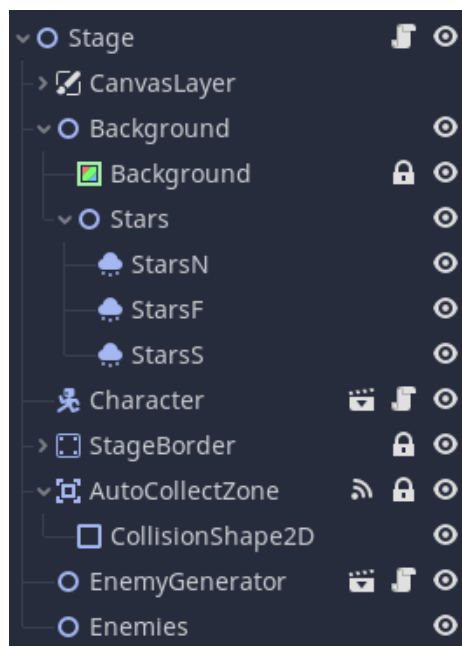 Stage
CanvasLayer
Background
Background
Stars
StarsN
StarsF
StarsS
Character
StageBorder
AutoCollectZone
CollisionShape2D
EnemyGenerator
Enemies